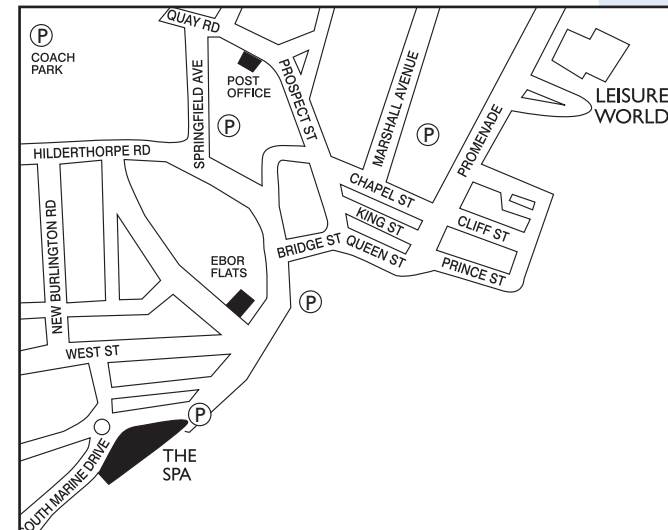 QUAY RD
P
COACH
PARK
POST
OFFICE
PROSPECT ST
SPRINGFIELD AVE
P
MARSHALL AVENUE
P
PROMENADE
LEISURE
WORLD
HILDERTHORPE RD
CHAPEL ST
KING ST
QUEEN ST
CLIFF ST
PRINCE ST
BRIDGE ST
NEW BURLINGTON RD
EBOR
FLATS
P
WEST ST
P
THE
SPA
SOUTH MARINE DRIVE